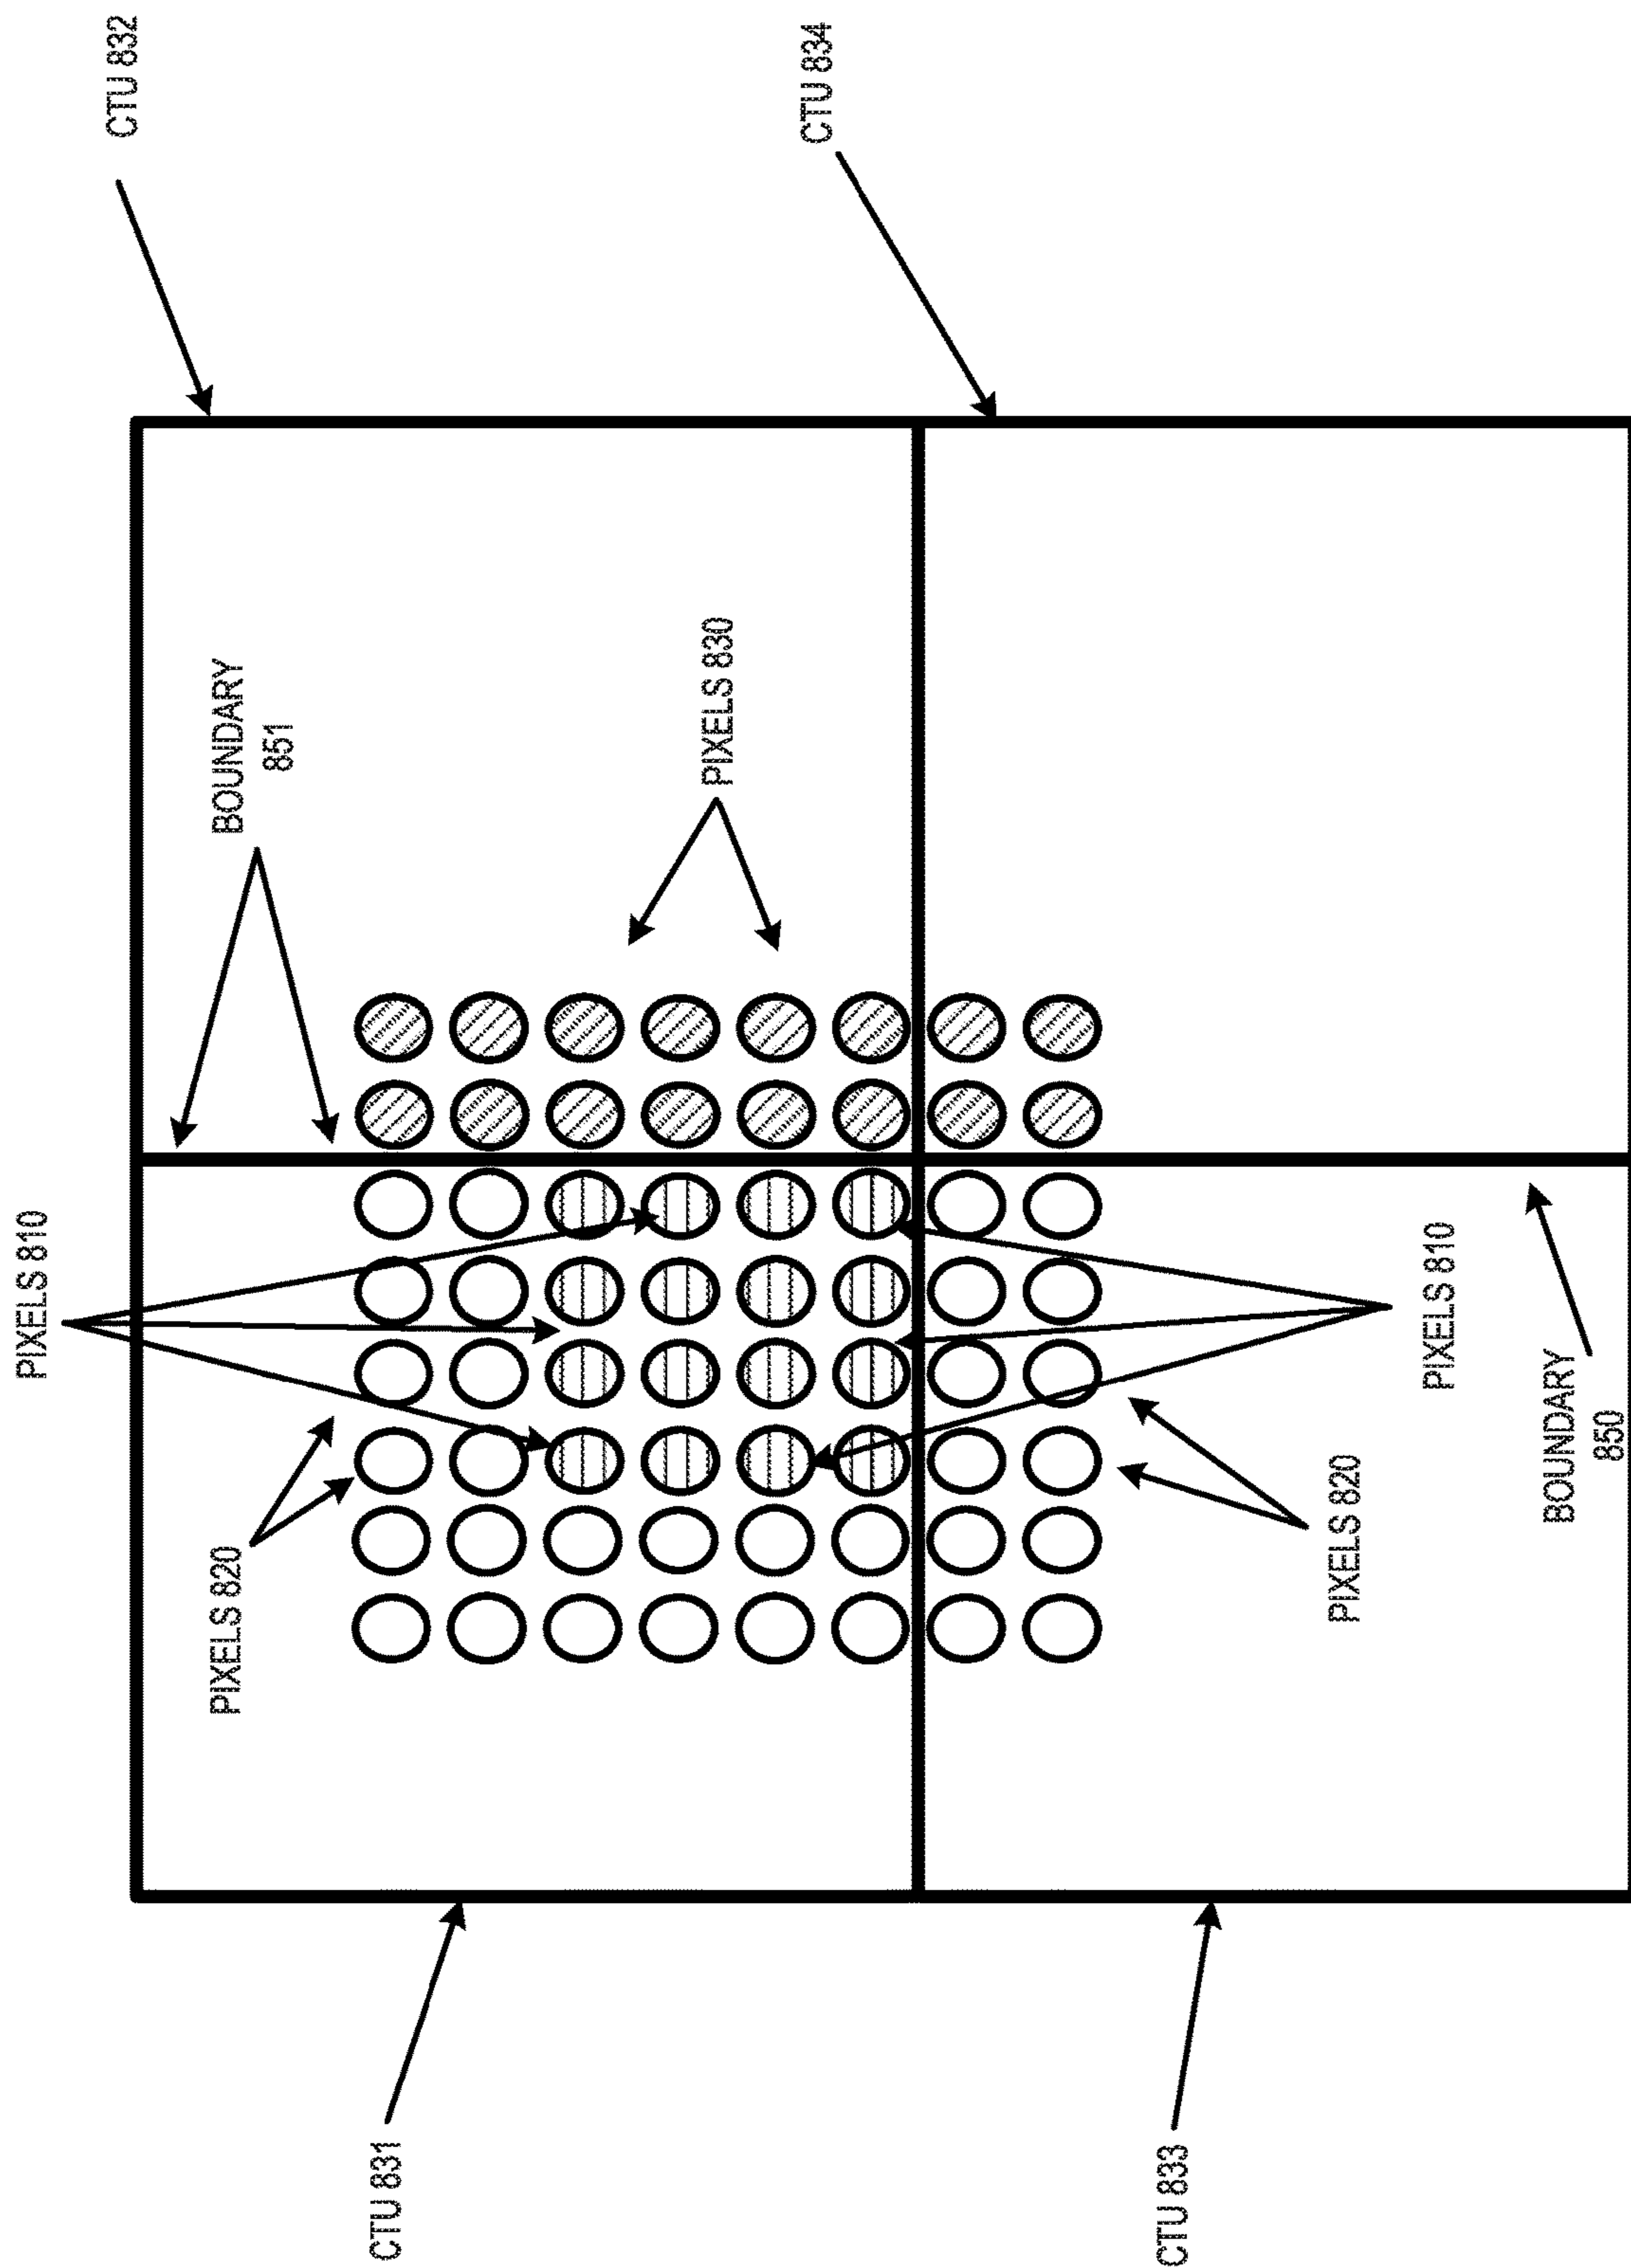 PIXELS 810
CTU 832
PIXELS 820
BOUNDARY
851
CTU 831
PIXELS 830
CTU 834
CTU 833
PIXELS 820
PIXELS 810
BOUNDARY
850